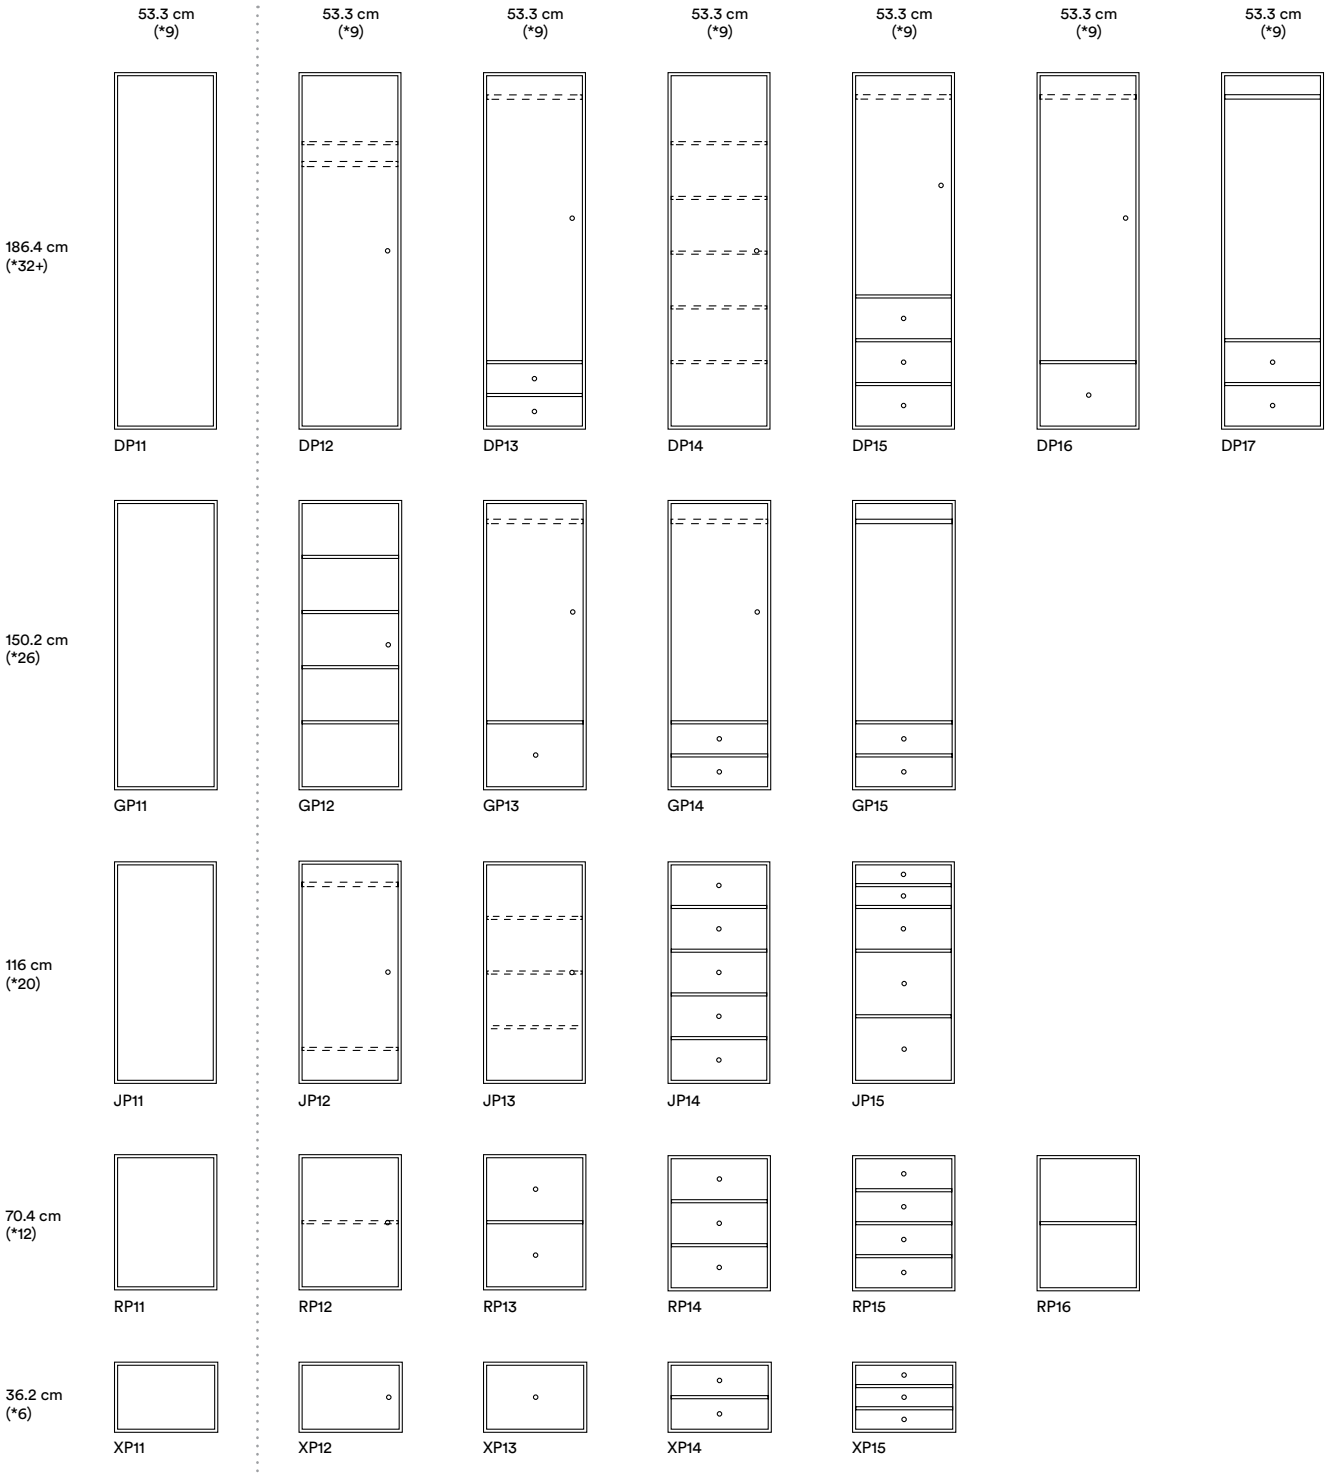 53.3 cm 53.3 cm 53.3 cm 53.3 cm 53.3 cm 53.3 cm 53.3 cm
(*9) (*9) (*9) (*9) (*9) (*9) (*9)
186.4 cm
(*32+)
DP11 DP12 DP13 DP14 DP15 DP16 DP17
150.2 cm
(*26)
GP11 GP12 GP13 GP14 GP15
116 cm
(*20)
JP11 JP12 JP13 JP14 JP15
70.4 cm
(*12)
RP11 RP12 RP13 RP14 RP15 RP16
36.2 cm
(*6)
XP11 XP12 XP13 XP14 XP15